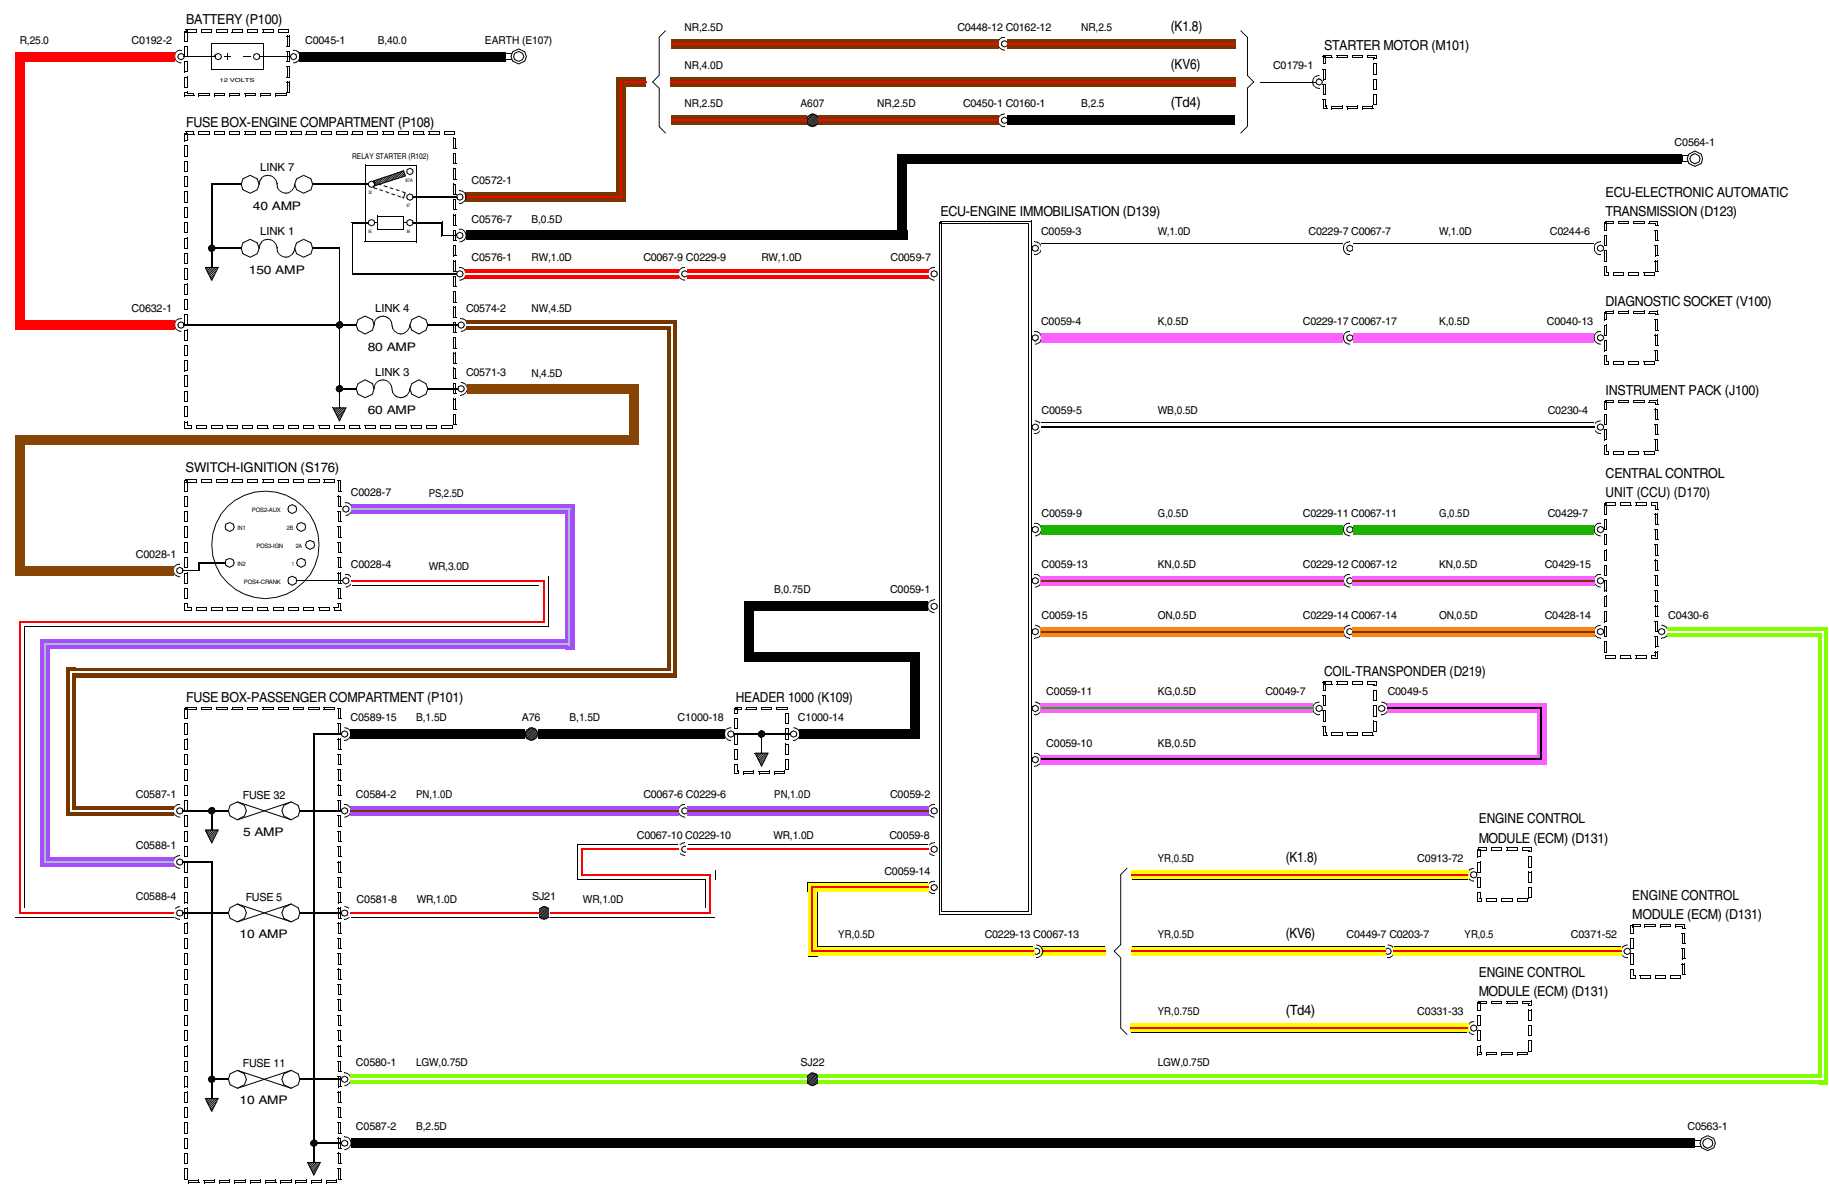 BATTERY (P100)
R,25.0
C0192-2
C0045-1
B,40.0
EARTH (E107)
12 VOLTS
NR,2.5D
C0448-12 C0162-12
NR,2.5
(K1.8)
NR,4.0D
(KV6)
NR,2.5D
A607
NR,2.5D
C0450-1 C0160-1
B,2.5
(Td4)
STARTER MOTOR (M101)
C0179-1
FUSE BOX-ENGINE COMPARTMENT (P108)
RELAY STARTER (R102)
LINK 7
40 AMP
87A
30
87
85
86
LINK 1
150 AMP
C0572-1
C0576-7
B,0.5D
C0564-1
C0576-1
RW,1.0D
C0067-9 C0229-9
RW,1.0D
C0059-7
C0632-1
LINK 4
80 AMP
C0574-2
NW,4.5D
LINK 3
60 AMP
C0571-3
N,4.5D
ECU-ENGINE IMMOBILISATION (D139)
C0059-3
W,1.0D
C0229-7 C0067-7
W,1.0D
C0244-6
ECU-ELECTRONIC AUTOMATIC
TRANSMISSION (D123)
C0059-4
K,0.5D
C0229-17 C0067-17
K,0.5D
C0040-13
DIAGNOSTIC SOCKET (V100)
C0059-5
WB,0.5D
C0230-4
INSTRUMENT PACK (J100)
CENTRAL CONTROL
UNIT (CCU) (D170)
C0059-9
G,0.5D
C0229-11 C0067-11
G,0.5D
C0429-7
C0059-13
KN,0.5D
C0229-12 C0067-12
KN,0.5D
C0429-15
C0059-15
ON,0.5D
C0229-14 C0067-14
ON,0.5D
C0428-14
C0430-6
SWITCH-IGNITION (S176)
C0028-7
PS,2.5D
POS2-AUX
IN1
2B
POS3-IGN
2A
IN2
1
POS4-CRANK
C0028-1
C0028-4
WR,3.0D
B,0.75D
C0059-1
COIL-TRANSPONDER (D219)
C0059-11
KG,0.5D
C0049-7
C0049-5
C0059-10
KB,0.5D
FUSE BOX-PASSENGER COMPARTMENT (P101)
C0589-15
B,1.5D
A76
B,1.5D
C1000-18
HEADER 1000 (K109)
C1000-14
C0587-1
FUSE 32
5 AMP
C0584-2
PN,1.0D
C0067-6 C0229-6
PN,1.0D
C0059-2
C0588-1
C0067-10 C0229-10
WR,1.0D
C0059-8
C0059-14
C0588-4
FUSE 5
10 AMP
C0581-8
WR,1.0D
SJ21
WR,1.0D
YR,0.5D
C0229-13 C0067-13
ENGINE CONTROL
MODULE (ECM) (D131)
YR,0.5D
(K1.8)
C0913-72
ENGINE CONTROL
MODULE (ECM) (D131)
YR,0.5D
(KV6)
C0449-7 C0203-7
YR,0.5
C0371-52
ENGINE CONTROL
MODULE (ECM) (D131)
YR,0.75D
(Td4)
C0331-33
FUSE 11
10 AMP
C0580-1
LGW,0.75D
SJ22
LGW,0.75D
C0587-2
B,2.5D
C0563-1